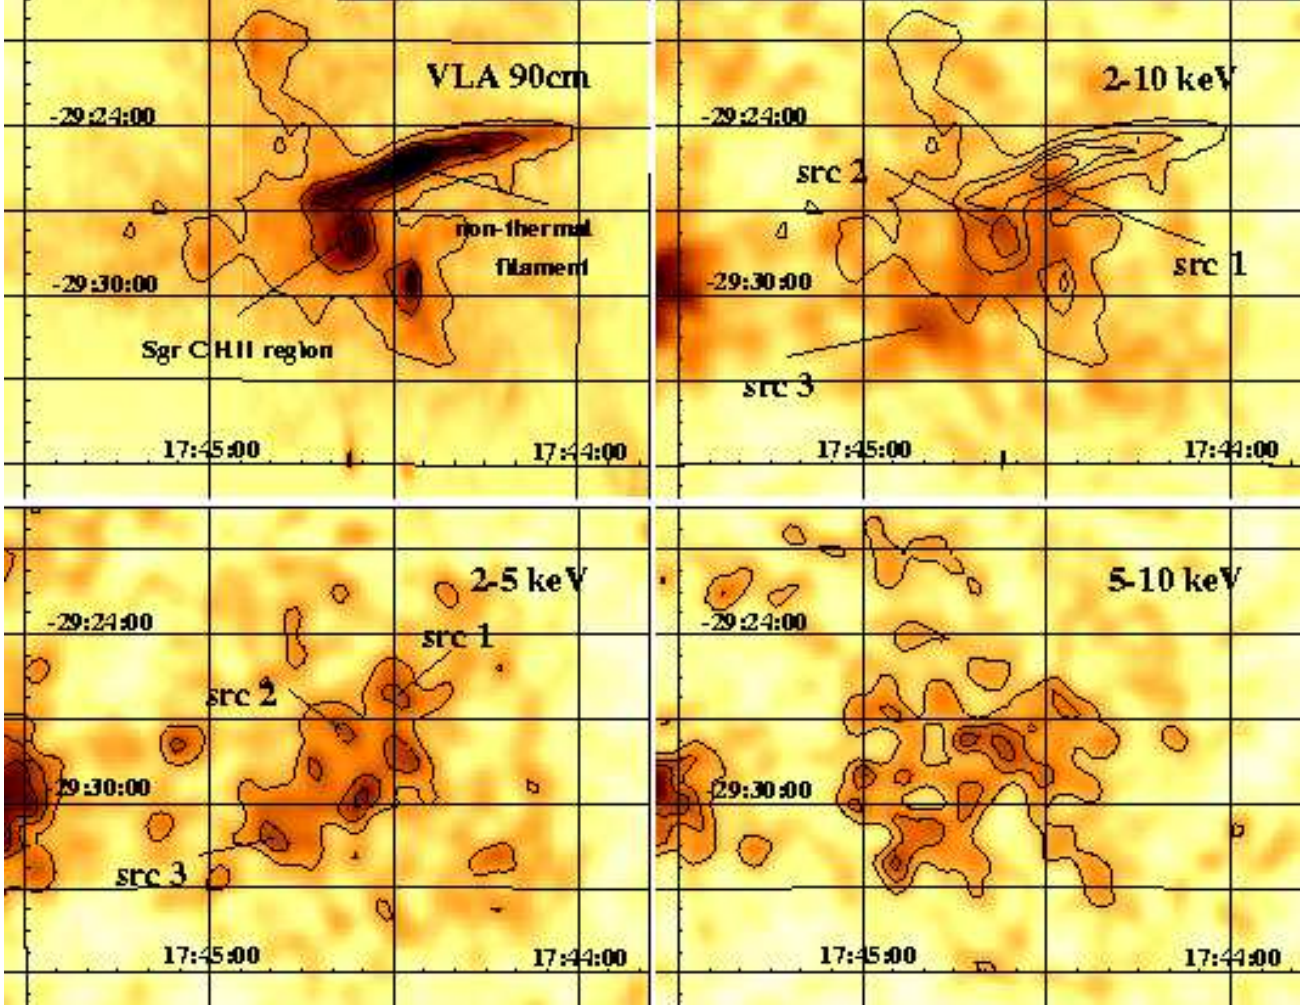 VLA 90cm
-29:24:00
non-thermal
filament
-29:30:00
Sgr C HII region
17:45:00
17:44:00
2-10 keV
-29:24:00
src 2
src 1
-29:30:00
src 3
17:45:00
17:44:00
2-5 keV
-29:24:00
src 1
src 2
-29:30:00
src 3
17:45:00
17:44:00
5-10 keV
-29:24:00
-29:30:00
17:45:00
17:44:00